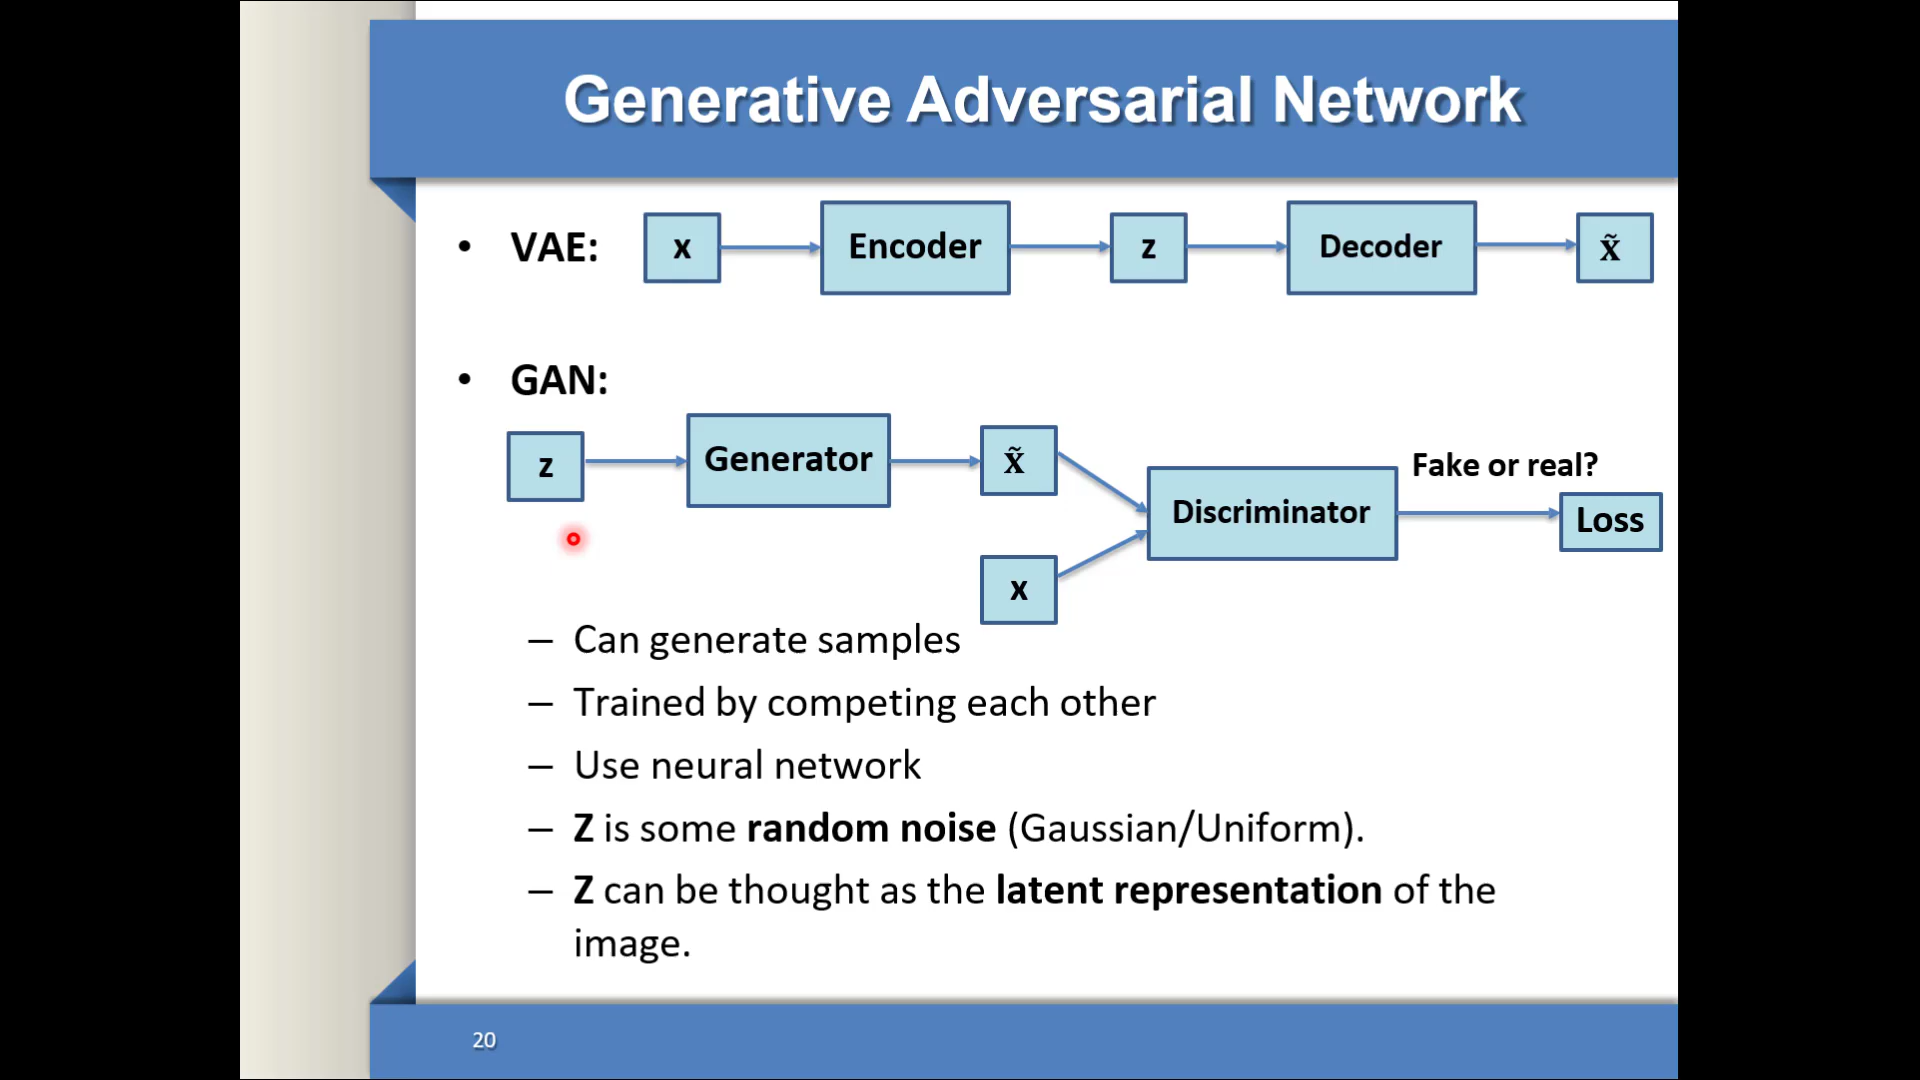 Generative Adversarial Network
• VAE: x Encoder z Decoder x̃
• GAN:
z Generator x̃ Discriminator Fake or real? Loss
x
– Can generate samples
– Trained by competing each other
– Use neural network
– Z is some random noise (Gaussian/Uniform).
– Z can be thought as the latent representation of the
image.
20